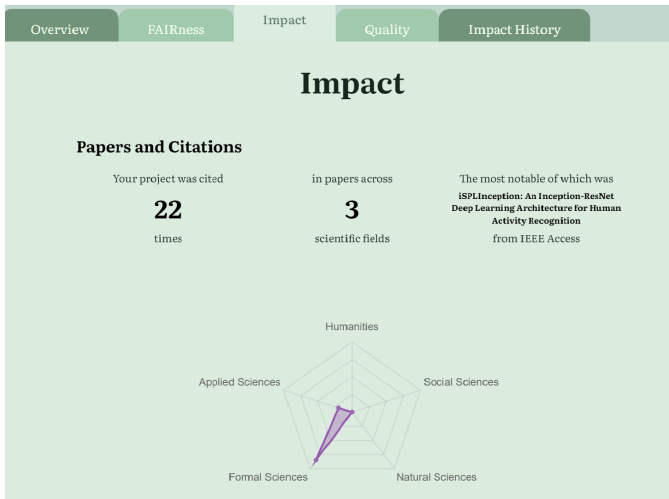 Overview
FAIRness
Impact
Quality
Impact History
Impact
Papers and Citations
Your project was cited
22
times
in papers across
3
scientific fields
The most notable of which was
iSPLInception: An Inception-ResNet
Deep Learning Architecture for Human
Activity Recognition
from IEEE Access
Humanities
Applied Sciences
Social Sciences
Formal Sciences
Natural Sciences